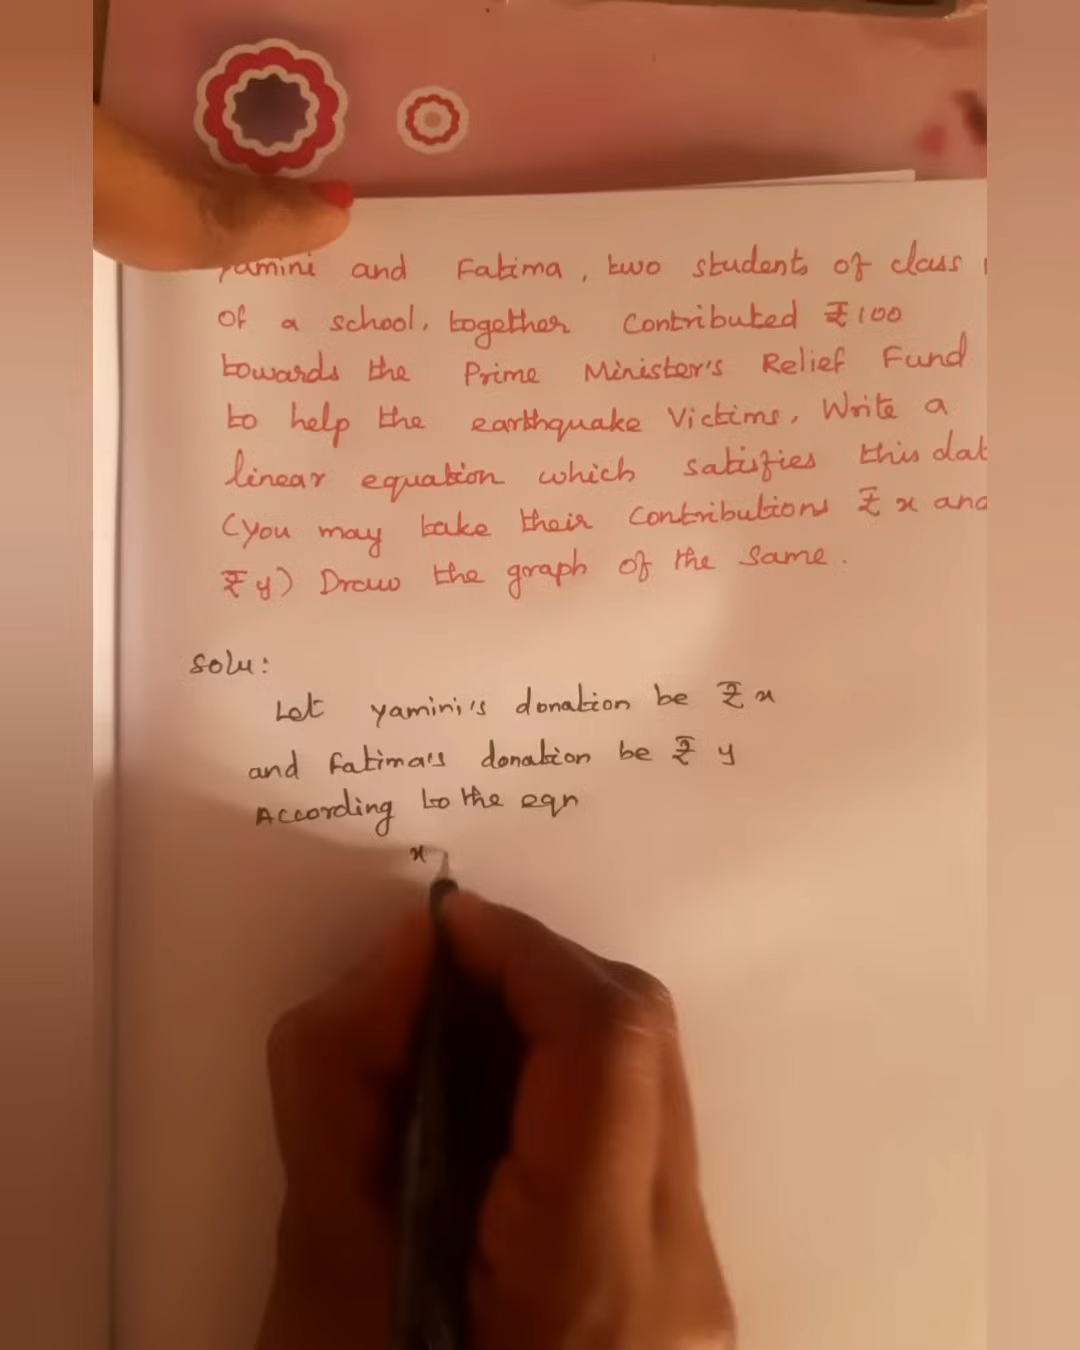 Yamini and Fatima, two students of class
of a school, together contributed ₹100
towards the Prime Minister's Relief Fund
to help the earthquake Victims. Write a
linear equation which satisfies this dat
(you may take their contributions ₹ x and
₹ y) Draw the graph of the same.
Solu:
Let yamini's donation be ₹ x
and fatima's donation be ₹ y
According to the eqn
x